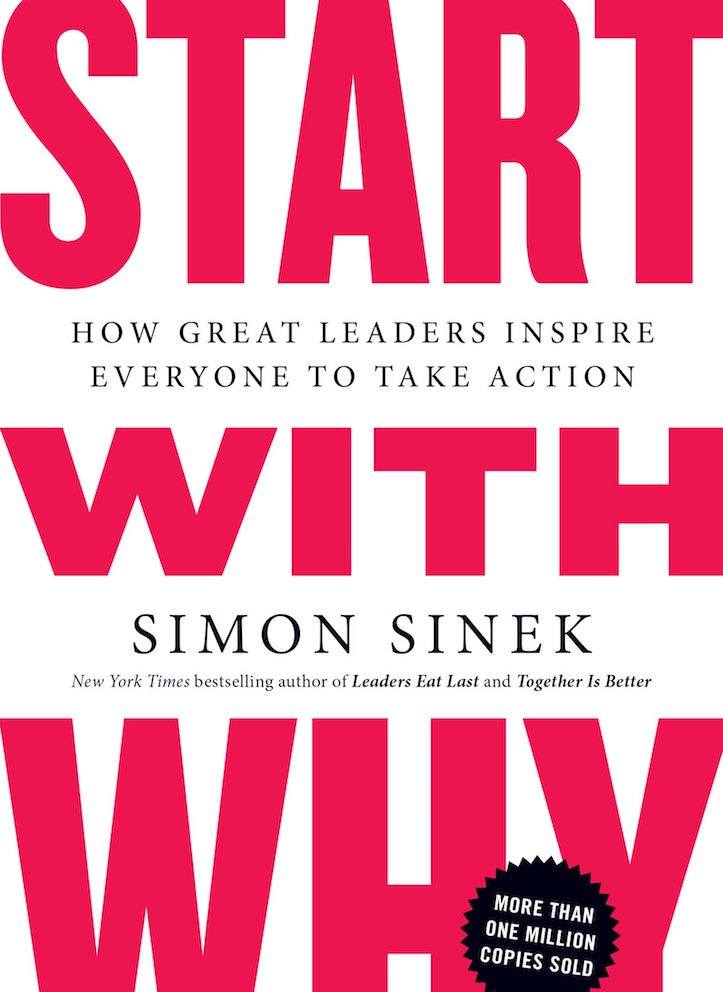 START
HOW GREAT LEADERS INSPIRE
EVERYONE TO TAKE ACTION
WITH
SIMON SINEK
New York Times bestselling author of Leaders Eat Last and Together Is Better
WHY
MORE THAN
ONE MILLION
COPIES SOLD